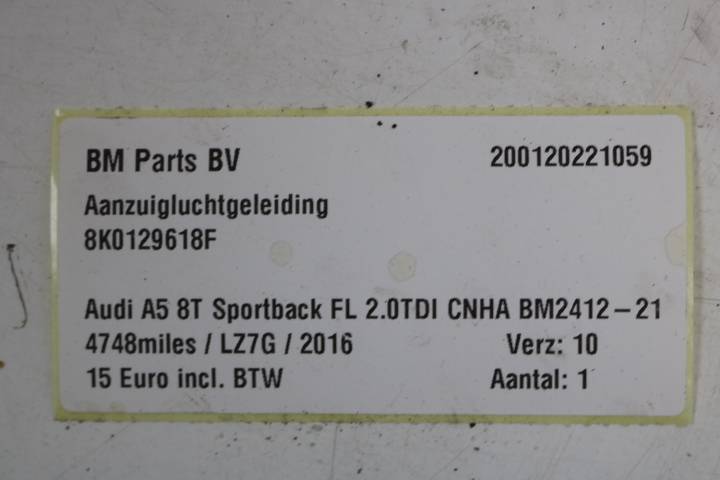 BM Parts BV 200120221059
Aanzuigluchtgeleiding
8K0129618F
Audi A5 8T Sportback FL 2.0TDI CNHA BM2412-21
4748miles / LZ7G / 2016 Verz: 10
15 Euro incl. BTW Aantal: 1